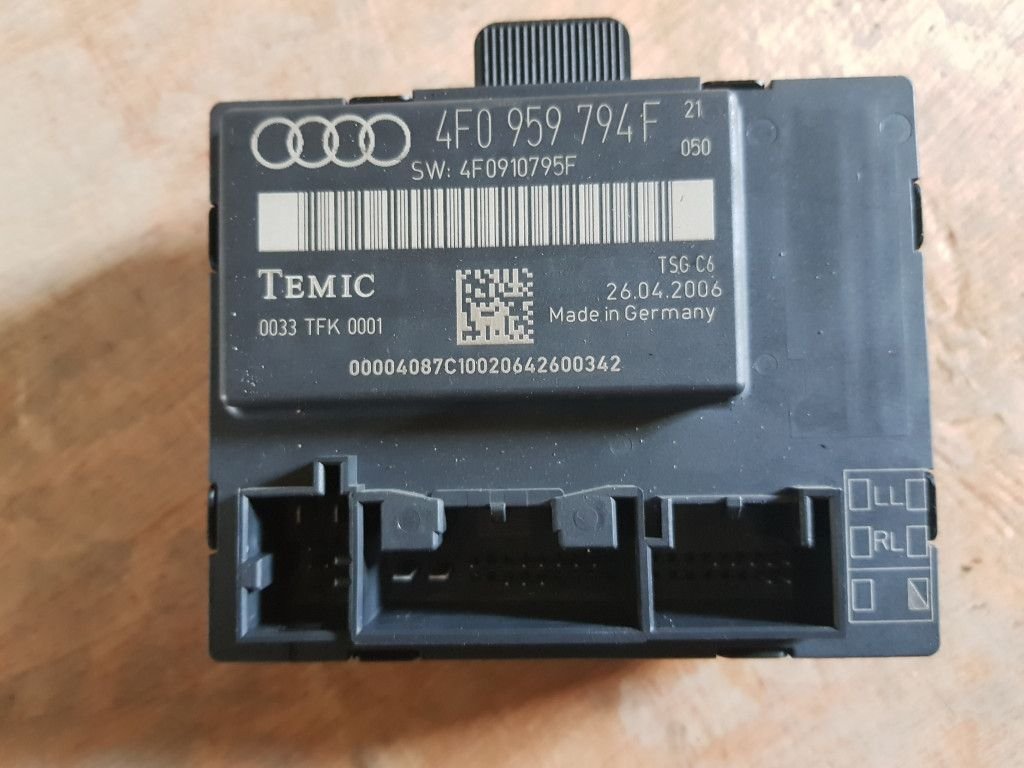 4F0 959 794 F 21
050
SW: 4F0910795F
TEMIC
TSG C6
26.04.2006
0033 TFK 0001
Made in Germany
00004087C10020642600342
LL
RL